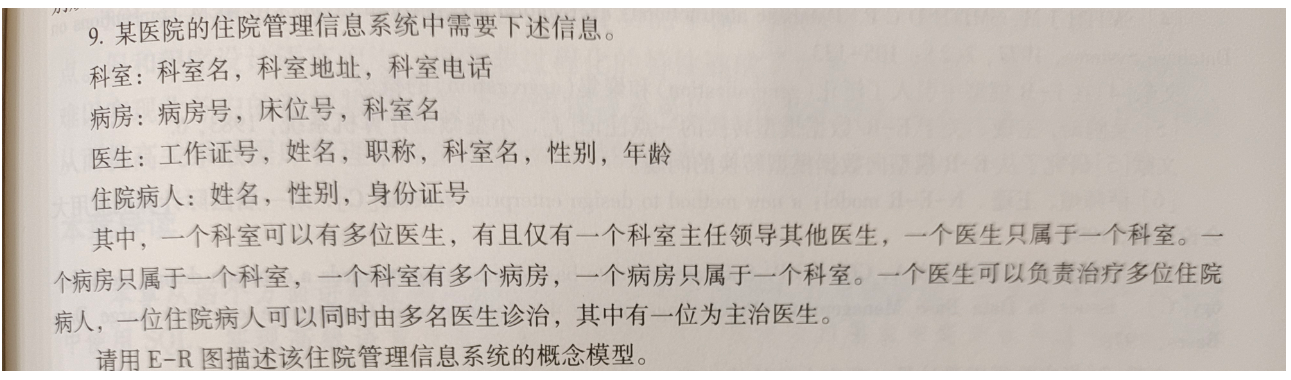 9. 某医院的住院管理信息系统中需要下述信息。
科室：科室名，科室地址，科室电话
病房：病房号，床位号，科室名
医生：工作证号，姓名，职称，科室名，性别，年龄
住院病人：姓名，性别，身份证号
其中，一个科室可以有多位医生，有且仅有一个科室主任领导其他医生，一个医生只属于一个科室。一
个病房只属于一个科室，一个科室有多个病房，一个病房只属于一个科室。一个医生可以负责治疗多位住院
病人，一位住院病人可以同时由多名医生诊治，其中有一位为主治医生。
请用 E-R 图描述该住院管理信息系统的概念模型。